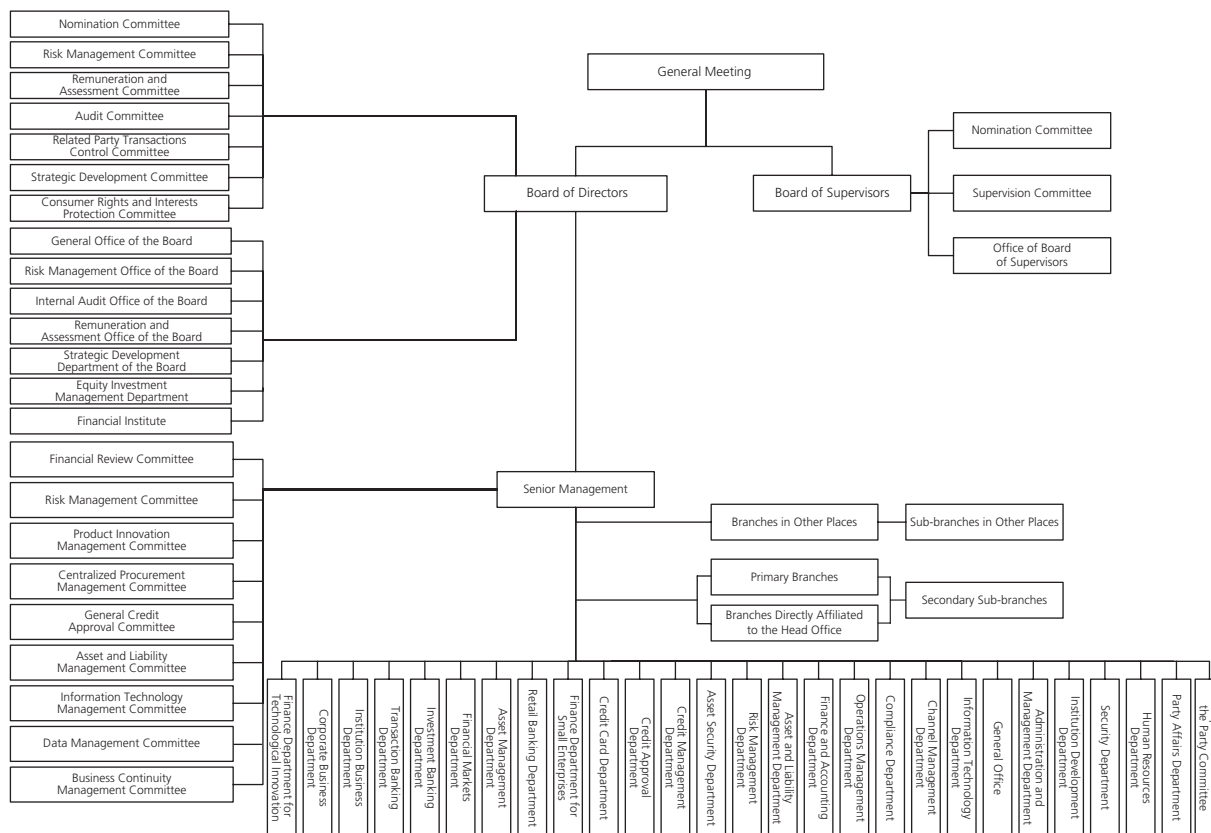 Nomination Committee
Risk Management Committee
Remuneration and
Assessment Committee
Audit Committee
Related Party Transactions
Control Committee
Strategic Development Committee
Consumer Rights and Interests
Protection Committee
General Office of the Board
Risk Management Office of the Board
Internal Audit Office of the Board
Remuneration and
Assessment Office of the Board
Strategic Development
Department of the Board
Equity Investment
Management Department
Financial Institute
General Meeting
Board of Directors
Board of Supervisors
Nomination Committee
Supervision Committee
Office of Board
of Supervisors
Financial Review Committee
Risk Management Committee
Product Innovation
Management Committee
Centralized Procurement
Management Committee
General Credit
Approval Committee
Asset and Liability
Management Committee
Information Technology
Management Committee
Data Management Committee
Business Continuity
Management Committee
Senior Management
Branches in Other Places
Sub-branches in Other Places
Primary Branches
Branches Directly Affiliated
to the Head Office
Secondary Sub-branches
Finance Department for
Technological Innovation
Corporate Business
Department
Institution Business
Department
Transaction Banking
Department
Investment Banking
Department
Financial Markets
Department
Asset Management
Department
Retail Banking Department
Finance Department for
Small Enterprises
Credit Card Department
Credit Approval
Department
Credit Management
Department
Asset Security Department
Risk Management
Department
Asset and Liability
Management Department
Finance and Accounting
Department
Operations Management
Department
Compliance Department
Channel Management
Department
Information Technology
Department
General Office
Administration and
Management Department
Institution Development
Department
Security Department
Human Resources
Department
Party Affairs Department
the Party Committee